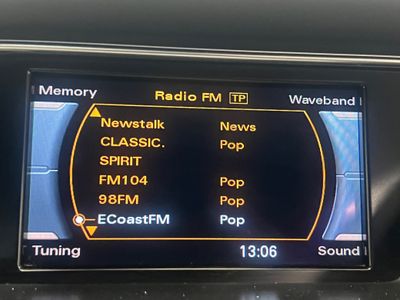 Memory
Radio FM TP
Waveband
Newstalk News
CLASSIC. Pop
SPIRIT
FM104 Pop
98FM Pop
ECoastFM Pop
Tuning 13:06 Sound